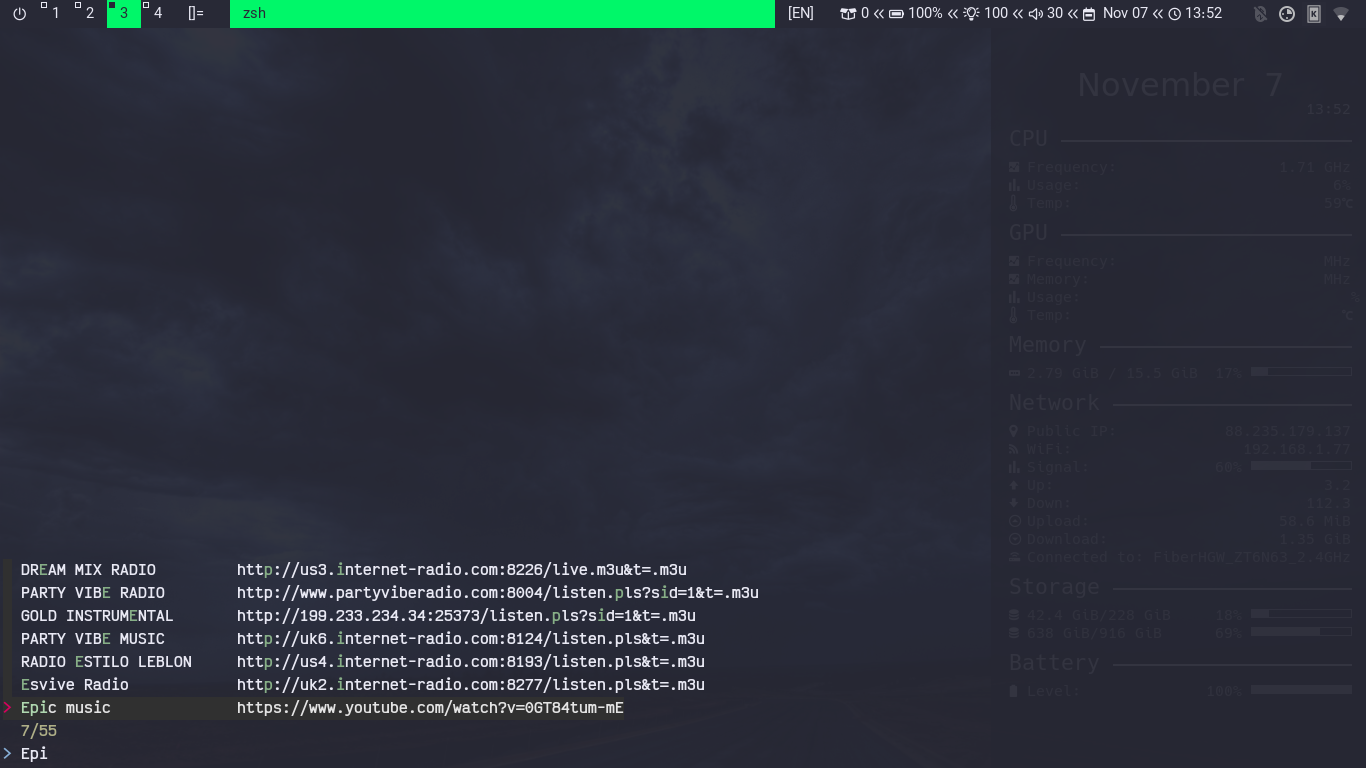 1 2 3 4 []= zsh [EN] 0 << 100% << 100 << 30 << Nov 07 << 13:52
November 7
13:52
CPU
Frequency: 1.71 GHz
Usage: 6%
Temp: 59℃
GPU
Frequency: MHz
Memory: MHz
Usage: %
Temp: ℃
Memory
2.79 GiB / 15.5 GiB 17%
Network
Public IP: 88.235.179.137
WiFi: 192.168.1.77
Signal: 60%
Up: 3.2
Down: 112.3
Upload: 58.6 MiB
Download: 1.35 GiB
Connected to: FiberHGW_ZT6N63_2.4GHz
Storage
42.4 GiB/228 GiB 18%
638 GiB/916 GiB 69%
Battery
Level: 100%
DREAM MIX RADIO http://us3.internet-radio.com:8226/live.m3u&t=.m3u
PARTY VIBE RADIO http://www.partyviberadio.com:8004/listen.pls?sid=1&t=.m3u
GOLD INSTRUMENTAL http://199.233.234.34:25373/listen.pls?sid=1&t=.m3u
PARTY VIBE MUSIC http://uk6.internet-radio.com:8124/listen.pls&t=.m3u
RADIO ESTILO LEBLON http://us4.internet-radio.com:8193/listen.pls&t=.m3u
Esvive Radio http://uk2.internet-radio.com:8277/listen.pls&t=.m3u
> Epic music https://www.youtube.com/watch?v=0GT84tum-mE
7/55
> Epi